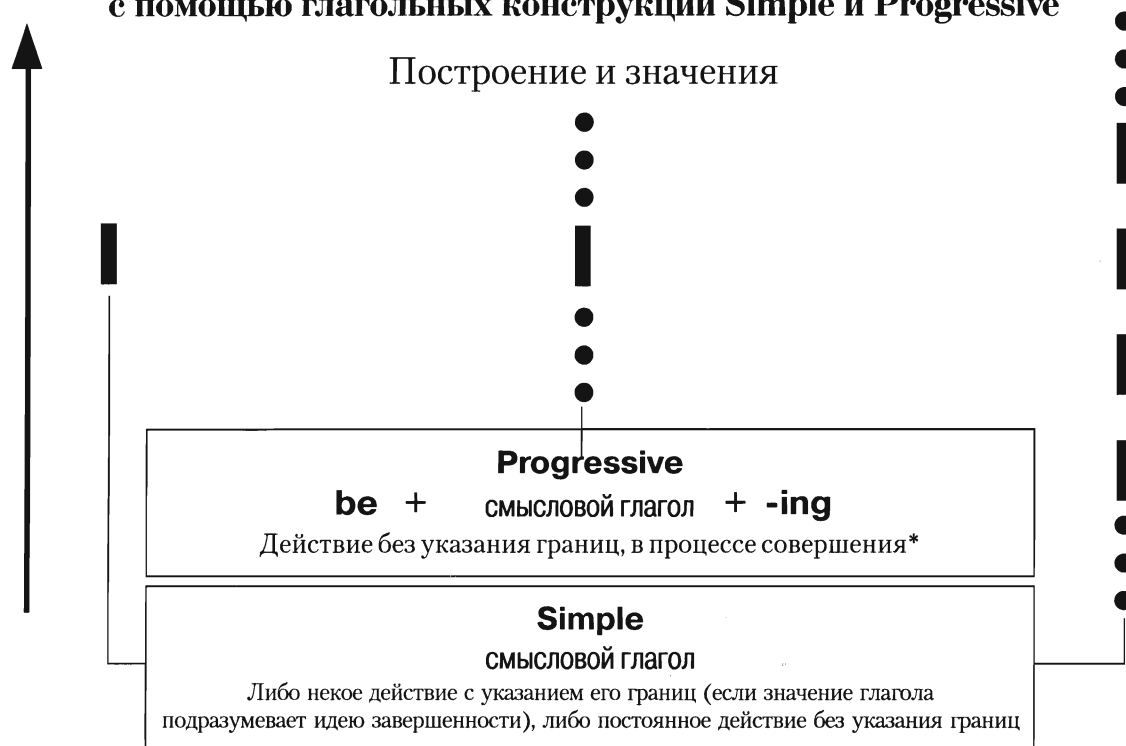 с помощью глагольных конструкций Simple и Progressive
Построение и значения
Progressive
be + смысловой глагол + -ing
Действие без указания границ, в процессе совершения*
Simple
смысловой глагол
Либо некое действие с указанием его границ (если значение глагола
подразумевает идею завершенности), либо постоянное действие без указания границ